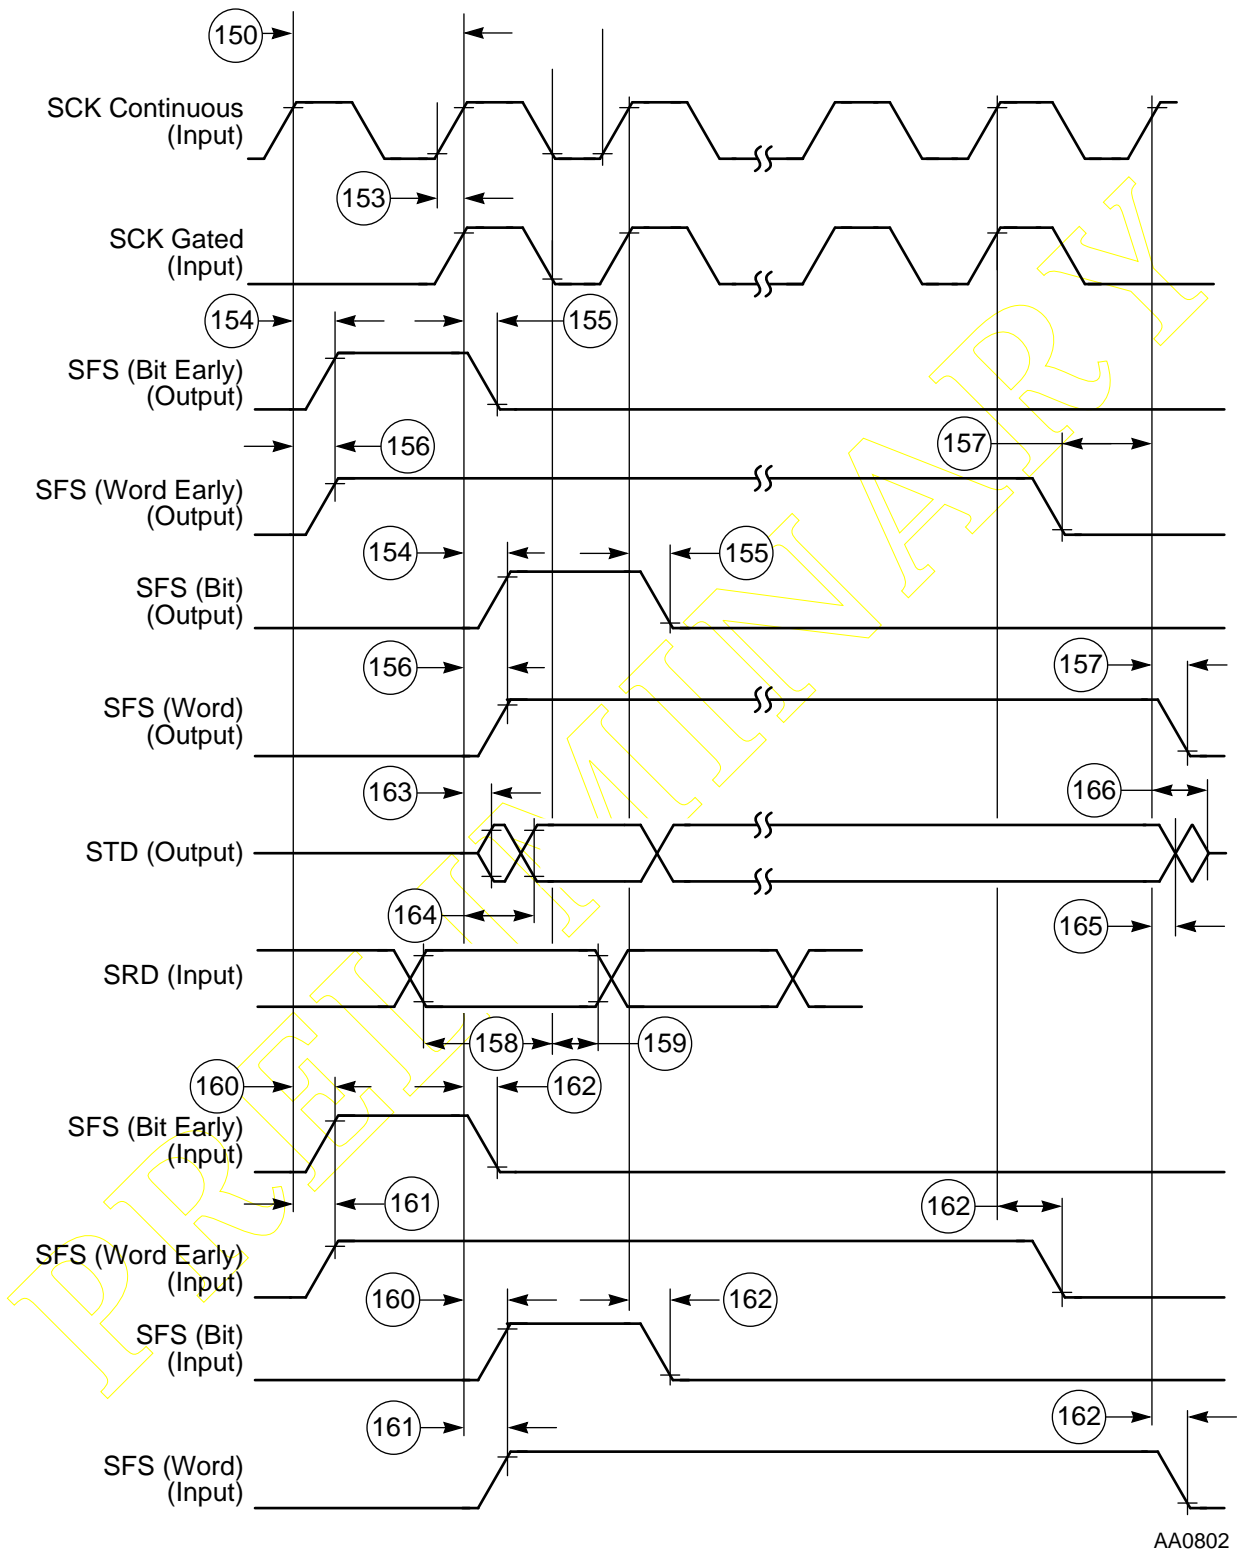 150
SCK Continuous
(Input)
153
SCK Gated
(Input)
154
155
SFS (Bit Early)
(Output)
156
157
SFS (Word Early)
(Output)
154
155
SFS (Bit)
(Output)
156
157
SFS (Word)
(Output)
163
166
STD (Output)
164
165
SRD (Input)
158
159
160
162
SFS (Bit Early)
(Input)
161
162
SFS (Word Early)
(Input)
160
162
SFS (Bit)
(Input)
161
162
SFS (Word)
(Input)
AA0802
PRELIMINARY